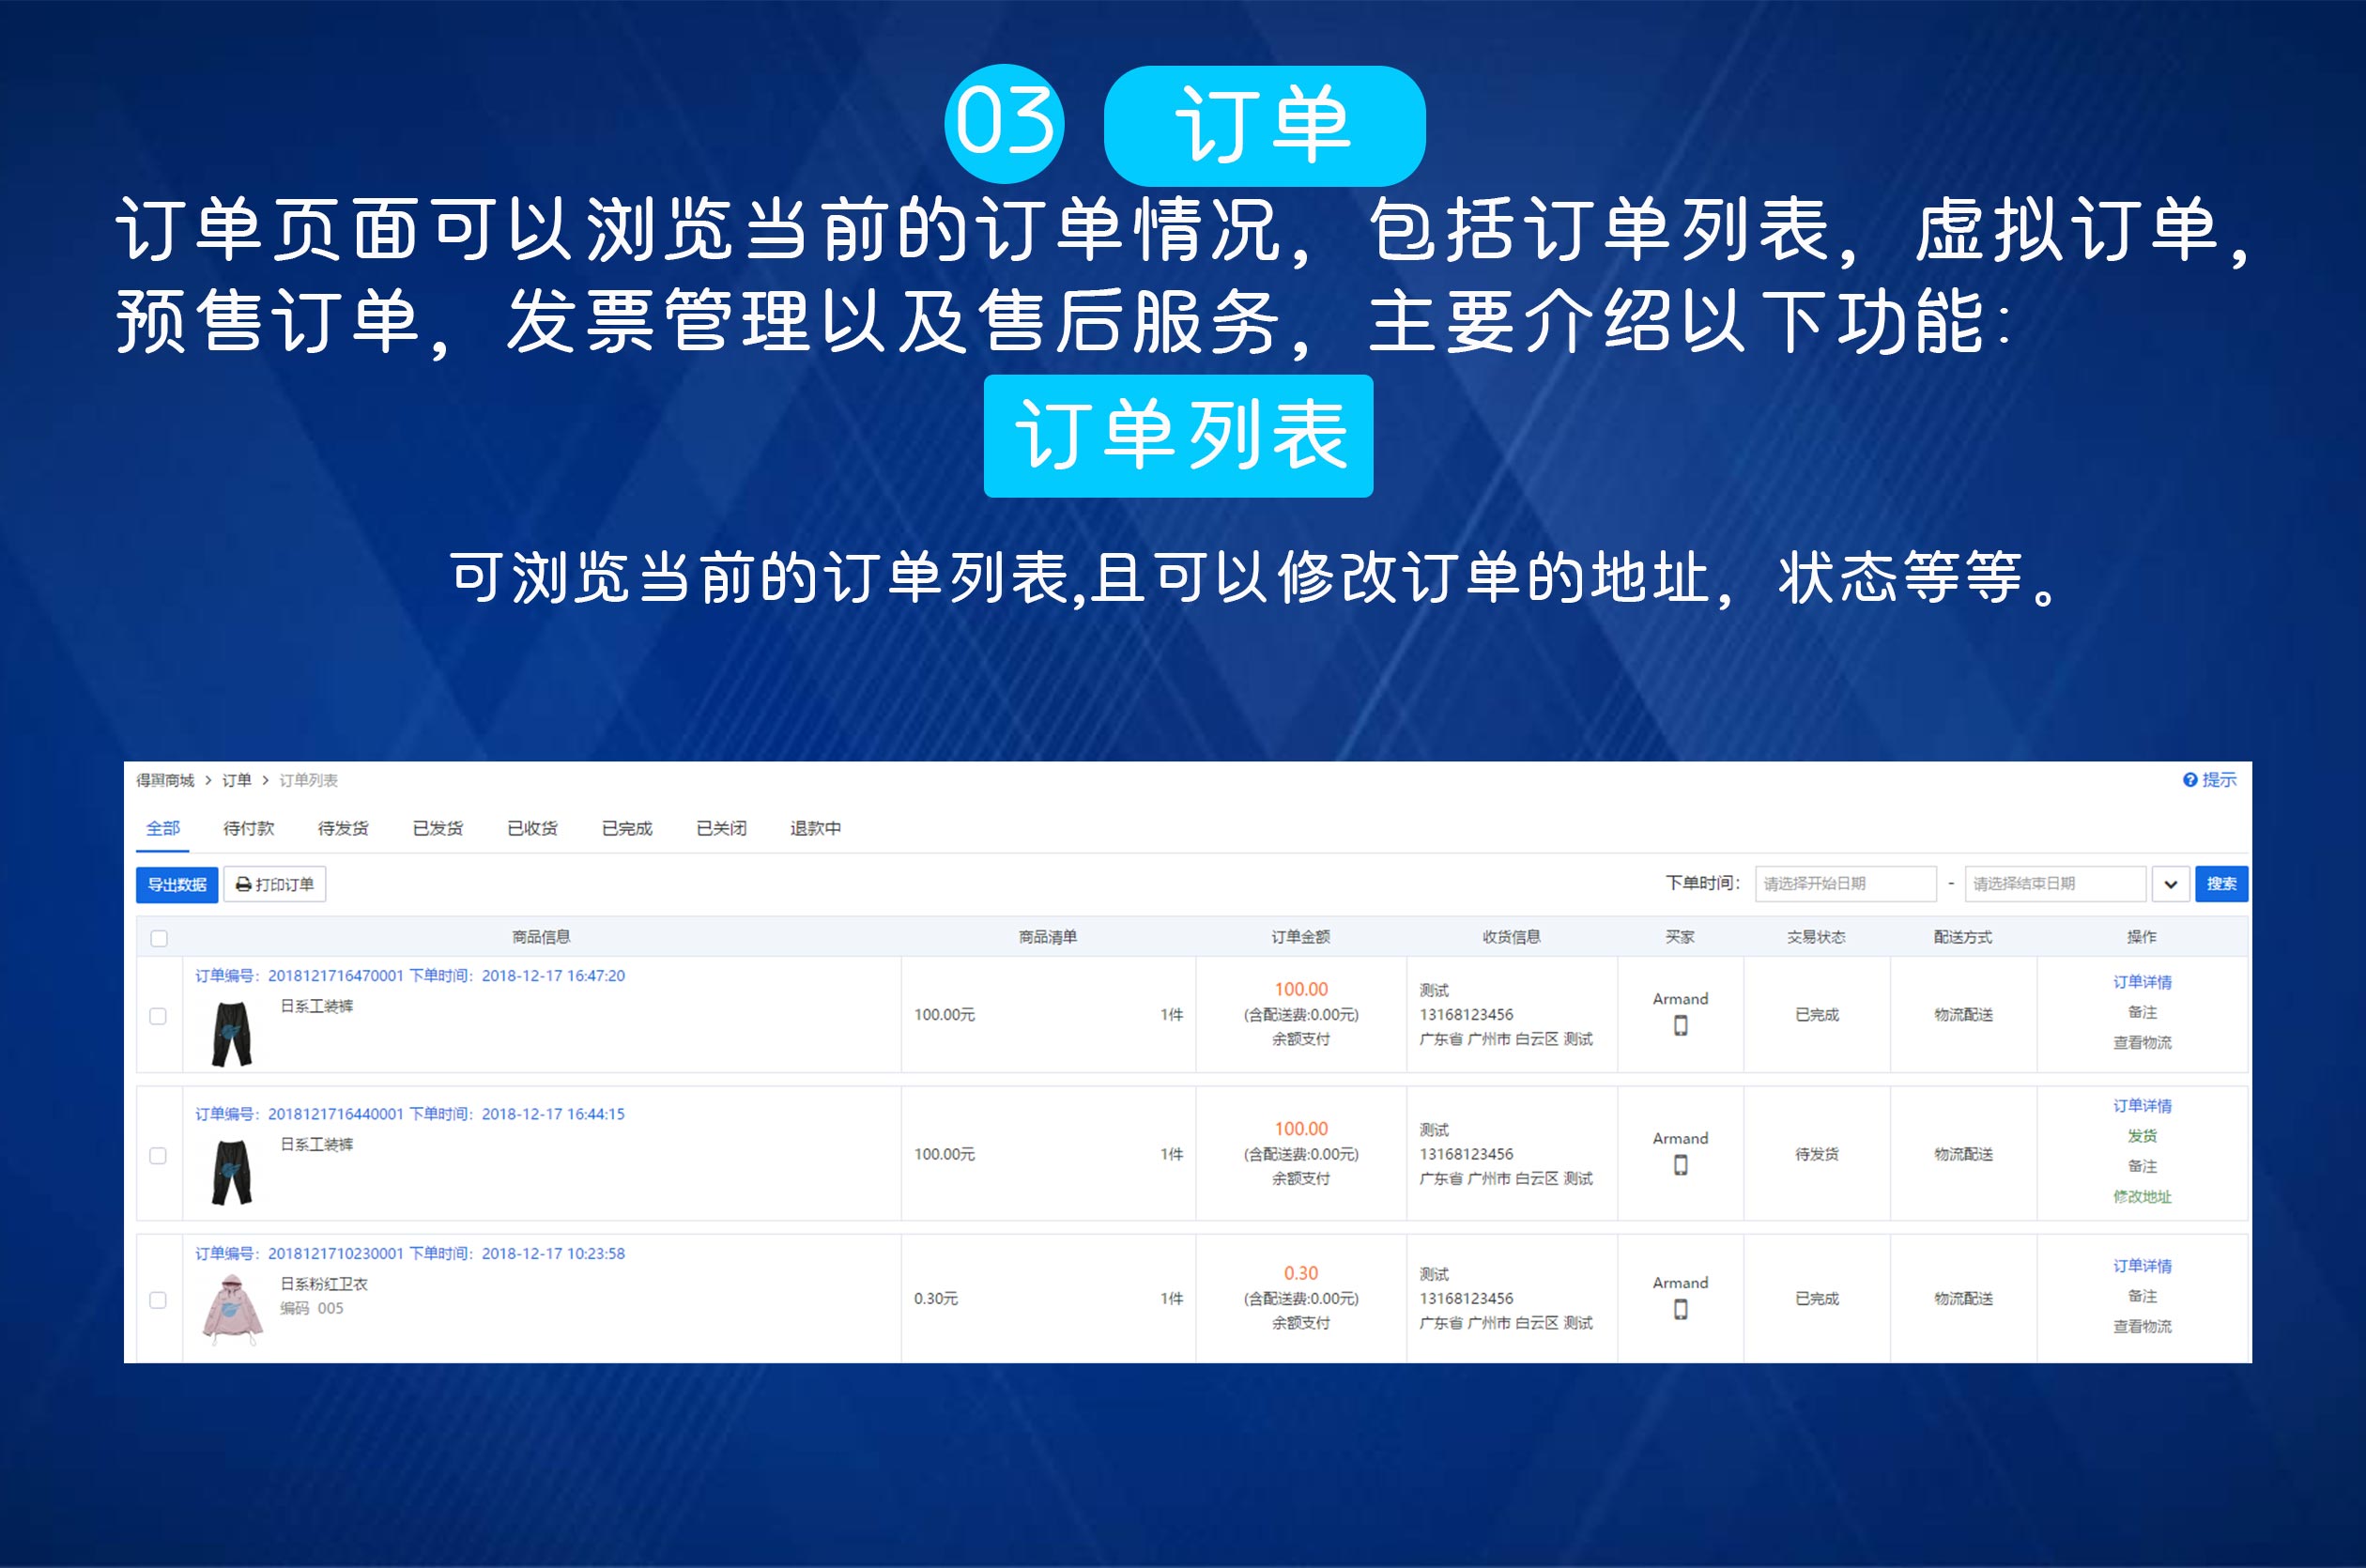 03 订单
订单页面可以浏览当前的订单情况，包括订单列表，虚拟订单，
预售订单，发票管理以及售后服务，主要介绍以下功能：
订单列表
可浏览当前的订单列表,且可以修改订单的地址，状态等等。
得翼商城 > 订单 > 订单列表
提示
全部 待付款 待发货 已发货 已收货 已完成 已关闭 退款中
导出数据 打印订单 下单时间： 请选择开始日期 - 请选择结束日期 搜索
商品信息 商品清单 订单金额 收货信息 买家 交易状态 配送方式 操作
订单编号：2018121716470001 下单时间：2018-12-17 16:47:20
日系工装裤
100.00元 1件
100.00
(含配送费:0.00元)
余额支付
测试
13168123456
广东省 广州市 白云区 测试
Armand
已完成
物流配送
订单详情
备注
查看物流
订单编号：2018121716440001 下单时间：2018-12-17 16:44:15
日系工装裤
100.00元 1件
100.00
(含配送费:0.00元)
余额支付
测试
13168123456
广东省 广州市 白云区 测试
Armand
待发货
物流配送
订单详情
发货
备注
修改地址
订单编号：2018121710230001 下单时间：2018-12-17 10:23:58
日系粉红卫衣
编码 005
0.30元 1件
0.30
(含配送费:0.00元)
余额支付
测试
13168123456
广东省 广州市 白云区 测试
Armand
已完成
物流配送
订单详情
备注
查看物流